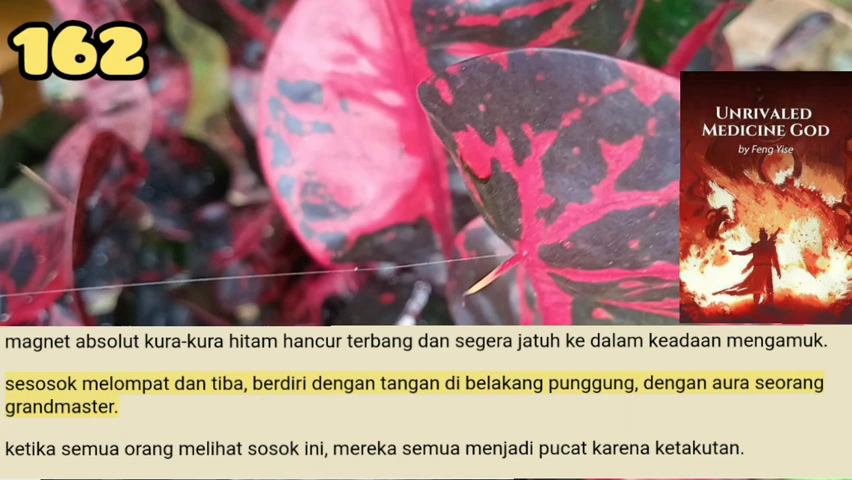 162
UNRIVALED
MEDICINE GOD
by Feng Yise
magnet absolut kura-kura hitam hancur terbang dan segera jatuh ke dalam keadaan mengamuk.
sesosok melompat dan tiba, berdiri dengan tangan di belakang punggung, dengan aura seorang
grandmaster.
ketika semua orang melihat sosok ini, mereka semua menjadi pucat karena ketakutan.